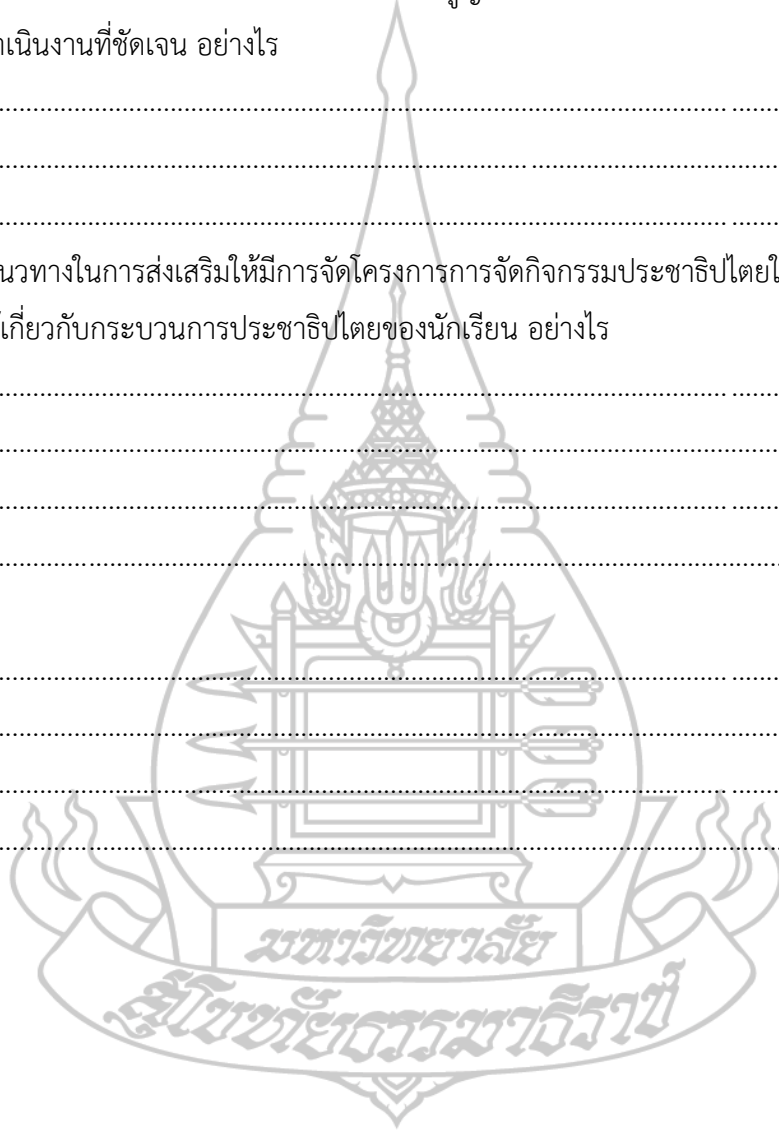 เนินงานที่ชัดเจน อย่างไร
นวทางในการส่งเสริมให้มีการจัดโครงการการจัดกิจกรรมประชาธิปไตย
เกี่ยวกับกระบวนการประชาธิปไตยของนักเรียน อย่างไร
มหาวิทยาลัย
สุโขทัยธรรมาธิราช